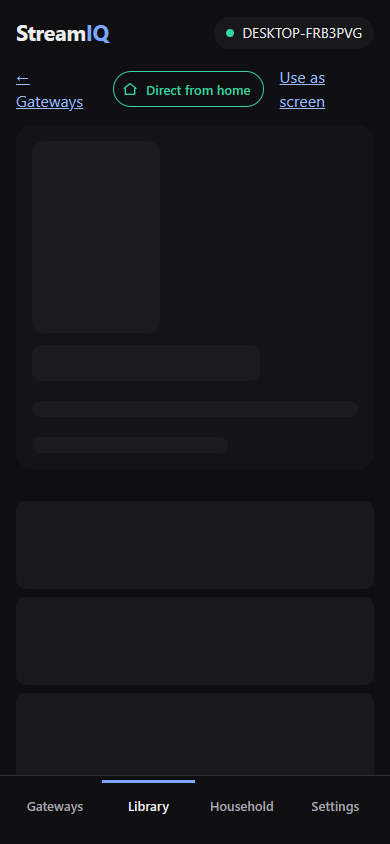 StreamIQ
DESKTOP-FRB3PVG
←
Gateways
Direct from home
Use as
screen
Gateways
Library
Household
Settings